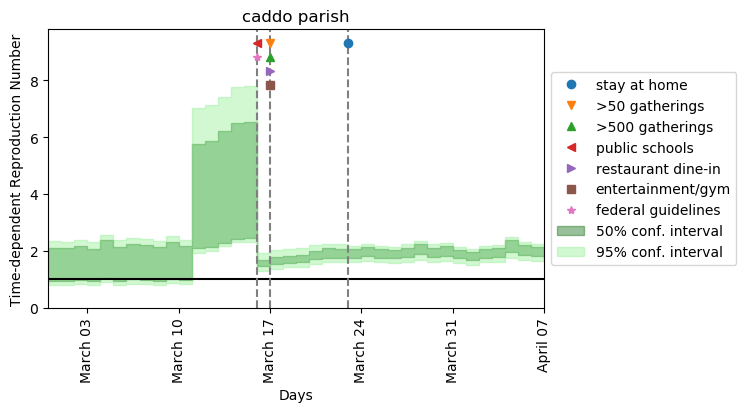 caddo parish
Time-dependent Reproduction Number
8
6
4
2
0
March 03
March 10
March 17
March 24
March 31
April 07
Days
stay at home
>50 gatherings
>500 gatherings
public schools
restaurant dine-in
entertainment/gym
federal guidelines
50% conf. interval
95% conf. interval